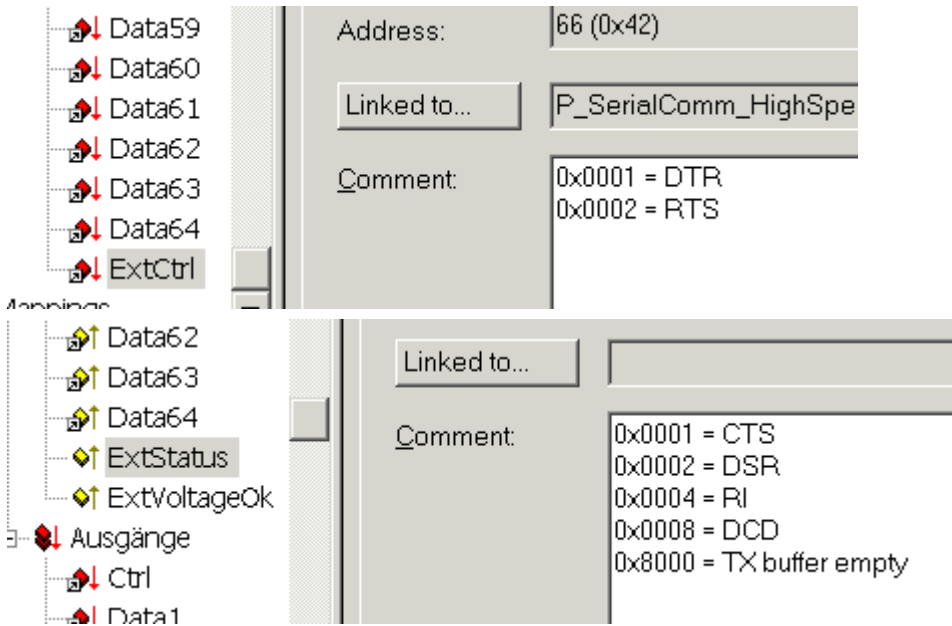 Data59
Data60
Data61
Data62
Data63
Data64
ExtCtrl
Mappings
Address:
66 (0x42)
Linked to...
P_SerialComm_HighSpe
Comment:
0x0001 = DTR
0x0002 = RTS
Data62
Data63
Data64
ExtStatus
ExtVoltageOk
Ausgänge
Ctrl
Data1
Linked to...
Comment:
0x0001 = CTS
0x0002 = DSR
0x0004 = RI
0x0008 = DCD
0x8000 = TX buffer empty